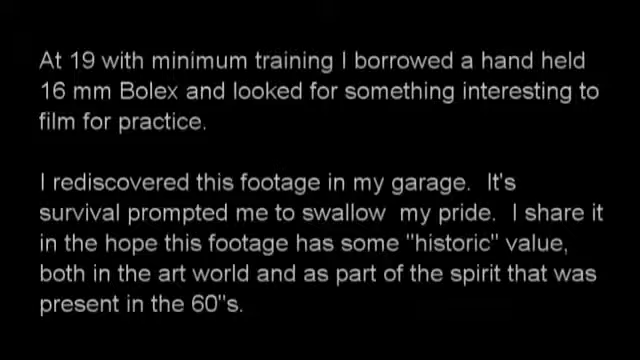 At 19 with minimum training I borrowed a hand held
16 mm Bolex and looked for something interesting to
film for practice.
I rediscovered this footage in my garage.  It's
survival prompted me to swallow  my pride.  I share it
in the hope this footage has some "historic" value,
both in the art world and as part of the spirit that was
present in the 60"s.